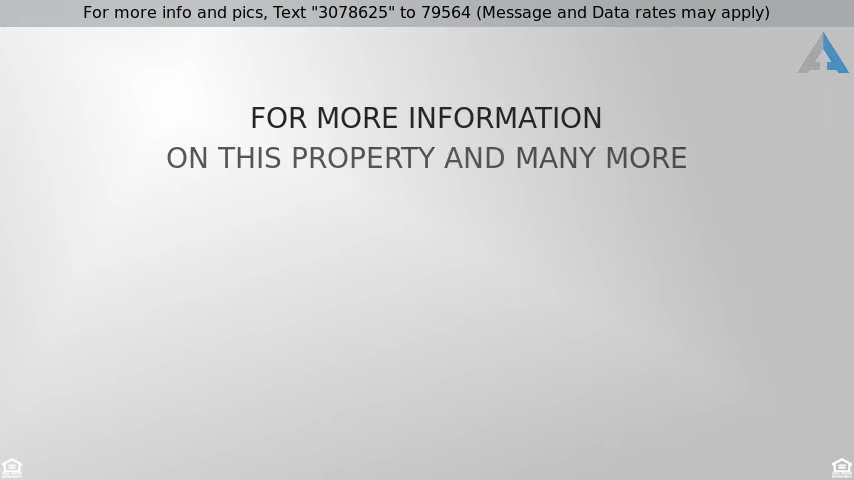 For more info and pics, Text "3078625" to 79564 (Message and Data rates may apply)
FOR MORE INFORMATION
ON THIS PROPERTY AND MANY MORE